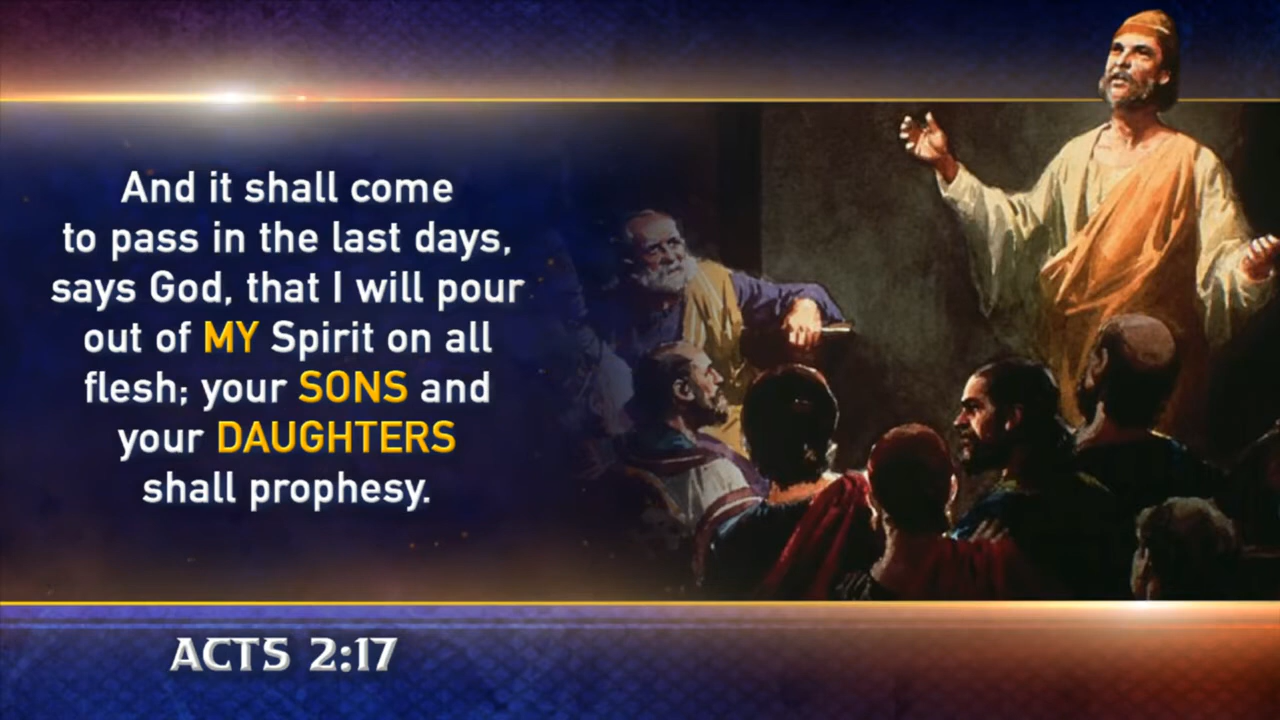 And it shall come
to pass in the last days,
says God, that I will pour
out of MY Spirit on all
flesh; your SONS and
your DAUGHTERS
shall prophesy.
ACTS 2:17